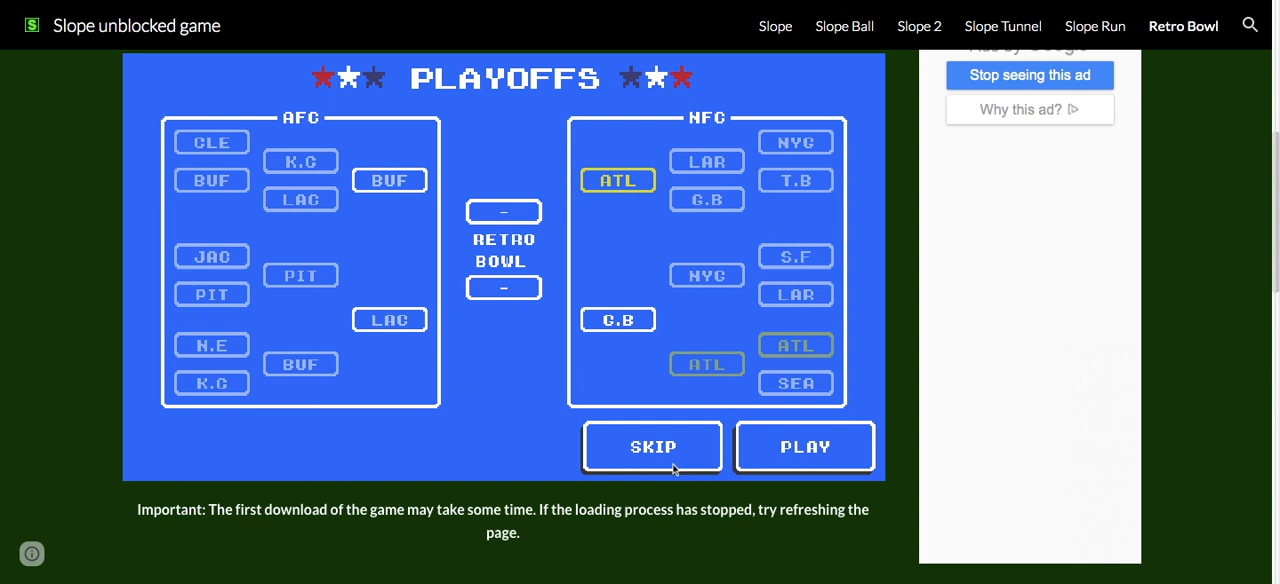 Slope unblocked game
Slope
Slope Ball
Slope 2
Slope Tunnel
Slope Run
Retro Bowl
Ads by Google
Stop seeing this ad
Why this ad?
PLAYOFFS
AFC
CLE
K.C
BUF
BUF
LAC
JAC
PIT
PIT
LAC
N.E
BUF
K.C
-
RETRO
BOWL
-
NFC
NYG
LAR
ATL
T.B
G.B
S.F
NYG
LAR
G.B
ATL
ATL
SEA
SKIP
PLAY
Important: The first download of the game may take some time. If the loading process has stopped, try refreshing the
page.